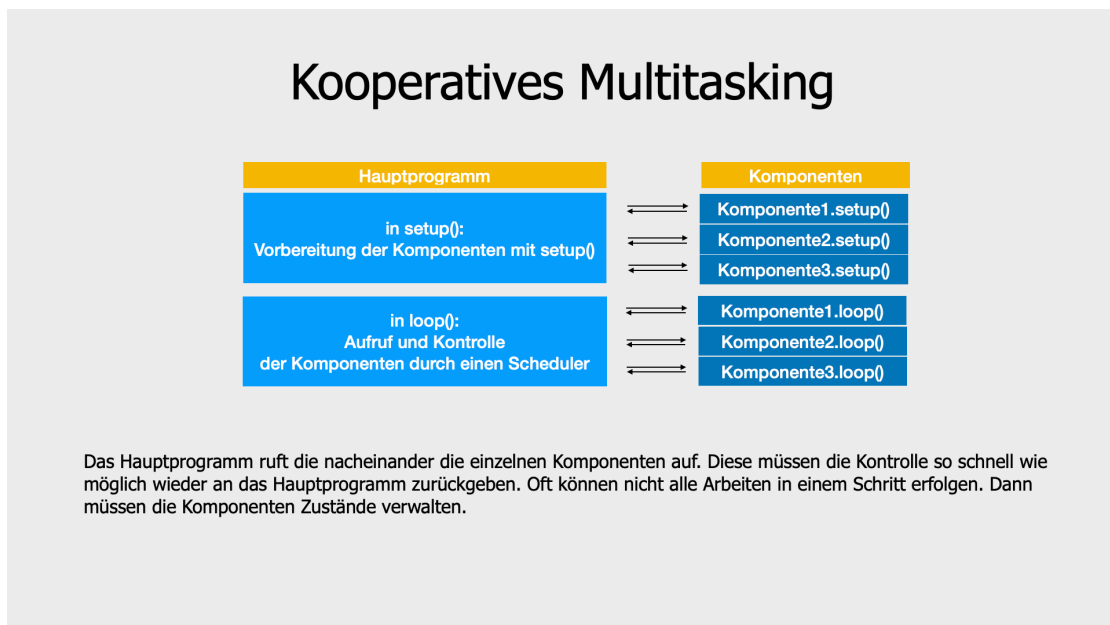 Kooperatives Multitasking
Hauptprogramm
Komponenten
in setup():
Vorbereitung der Komponenten mit setup()
Komponente1.setup()
Komponente2.setup()
Komponente3.setup()
in loop():
Aufruf und Kontrolle
der Komponenten durch einen Scheduler
Komponente1.loop()
Komponente2.loop()
Komponente3.loop()
Das Hauptprogramm ruft die nacheinander die einzelnen Komponenten auf. Diese müssen die Kontrolle so schnell wie
möglich wieder an das Hauptprogramm zurückgeben. Oft können nicht alle Arbeiten in einem Schritt erfolgen. Dann
müssen die Komponenten Zustände verwalten.